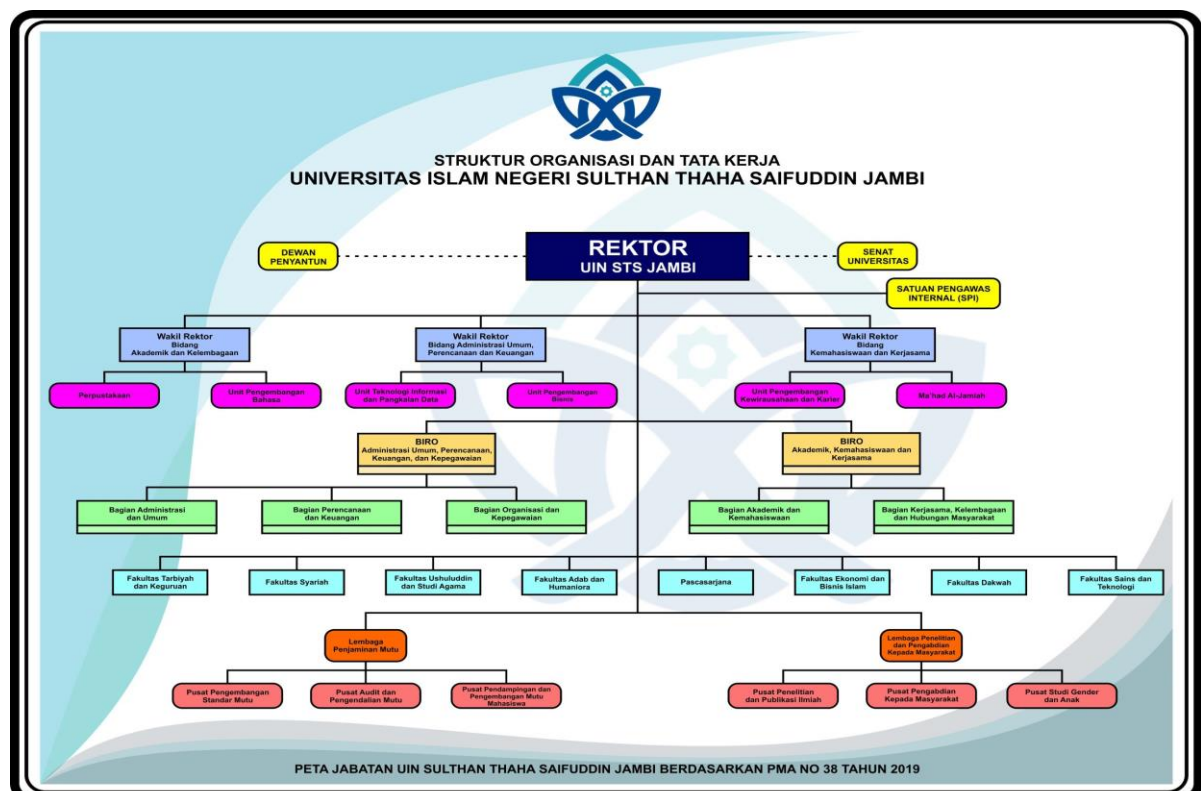 STRUKTUR ORGANISASI DAN TATA KERJA
UNIVERSITAS ISLAM NEGERI SULTHAN THAHA SAIFUDDIN JAMBI
DEWAN
PENYANTUN
REKTOR
UIN STS JAMBI
SENAT
UNIVERSITAS
SATUAN PENGAWAS
INTERNAL (SPI)
Wakil Rektor
Bidang
Akademik dan Kelembagaan
Wakil Rektor
Bidang Administrasi Umum,
Perencanaan dan Keuangan
Wakil Rektor
Bidang
Kemahasiswaan dan Kerjasama
Perpustakaan
Unit Pengembangan
Bahasa
Unit Teknologi Informasi
dan Pangkalan Data
Unit Pengembangan
Bisnis
Unit Pengembangan
Kewirausahaan dan Karier
Ma'had Al-Jamiah
BIRO
Administrasi Umum, Perencanaan,
Keuangan, dan Kepegawaian
BIRO
Akademik, Kemahasiswaan dan
Kerjasama
Bagian Administrasi
dan Umum
Bagian Perencanaan
dan Keuangan
Bagian Organisasi dan
Kepegawaian
Bagian Akademik dan
Kemahasiswaan
Bagian Kerjasama, Kelembagaan
dan Hubungan Masyarakat
Fakultas Tarbiyah
dan Keguruan
Fakultas Syariah
Fakultas Ushuluddin
dan Studi Agama
Fakultas Adab dan
Humaniora
Pascasarjana
Fakultas Ekonomi dan
Bisnis Islam
Fakultas Dakwah
Fakultas Sains dan
Teknologi
Lembaga
Penjaminan Mutu
Lembaga Penelitian
dan Pengabdian
Kepada Masyarakat
Pusat Pengembangan
Standar Mutu
Pusat Audit dan
Pengendalian Mutu
Pusat Pendampingan dan
Pengembangan Mutu
Mahasiswa
Pusat Penelitian
dan Publikasi Ilmiah
Pusat Pengabdian
Kepada Masyarakat
Pusat Studi Gender
dan Anak
PETA JABATAN UIN SULTHAN THAHA SAIFUDDIN JAMBI BERDASARKAN PMA NO 38 TAHUN 2019